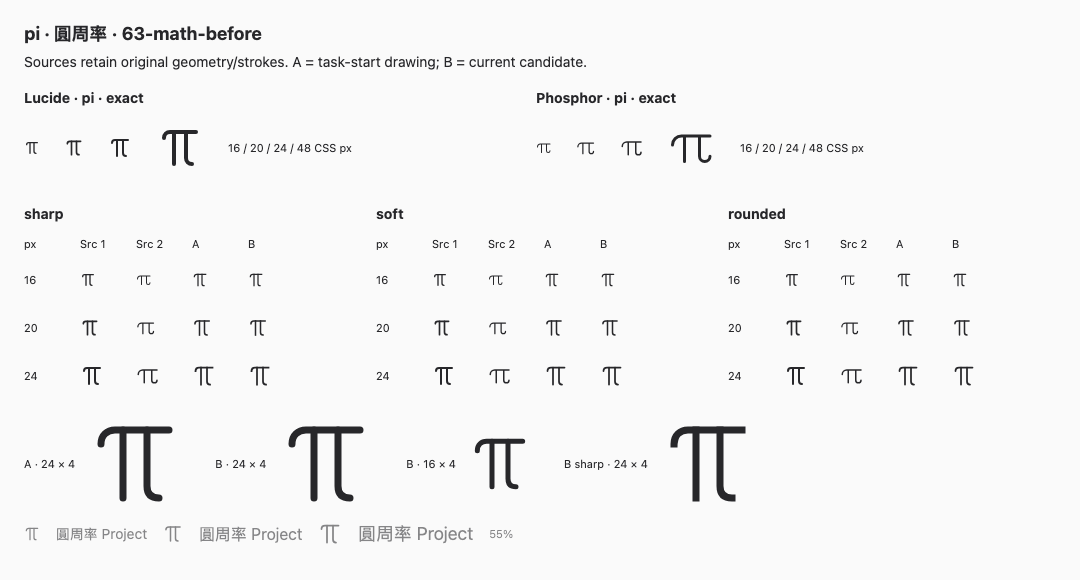 pi · 圓周率 · 63-math-before
Sources retain original geometry/strokes. A = task-start drawing; B = current candidate.
Lucide · pi · exact
Phosphor · pi · exact
16 / 20 / 24 / 48 CSS px
16 / 20 / 24 / 48 CSS px
sharp
soft
rounded
px Src 1 Src 2 A B
px Src 1 Src 2 A B
px Src 1 Src 2 A B
16
16
16
20
20
20
24
24
24
A · 24 × 4
B · 24 × 4
B · 16 × 4
B sharp · 24 × 4
圓周率 Project
圓周率 Project
圓周率 Project
55%